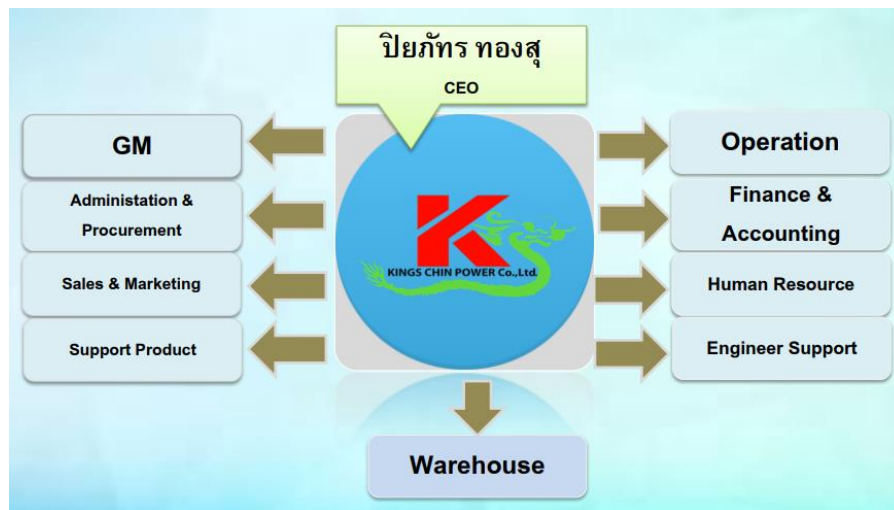 ปิยภัทร ทองสุ
CEO
GM
Administation &
Procurement
Sales & Marketing
Support Product
KINGS CHIN POWER Co.,Ltd.
Operation
Finance &
Accounting
Human Resource
Engineer Support
Warehouse